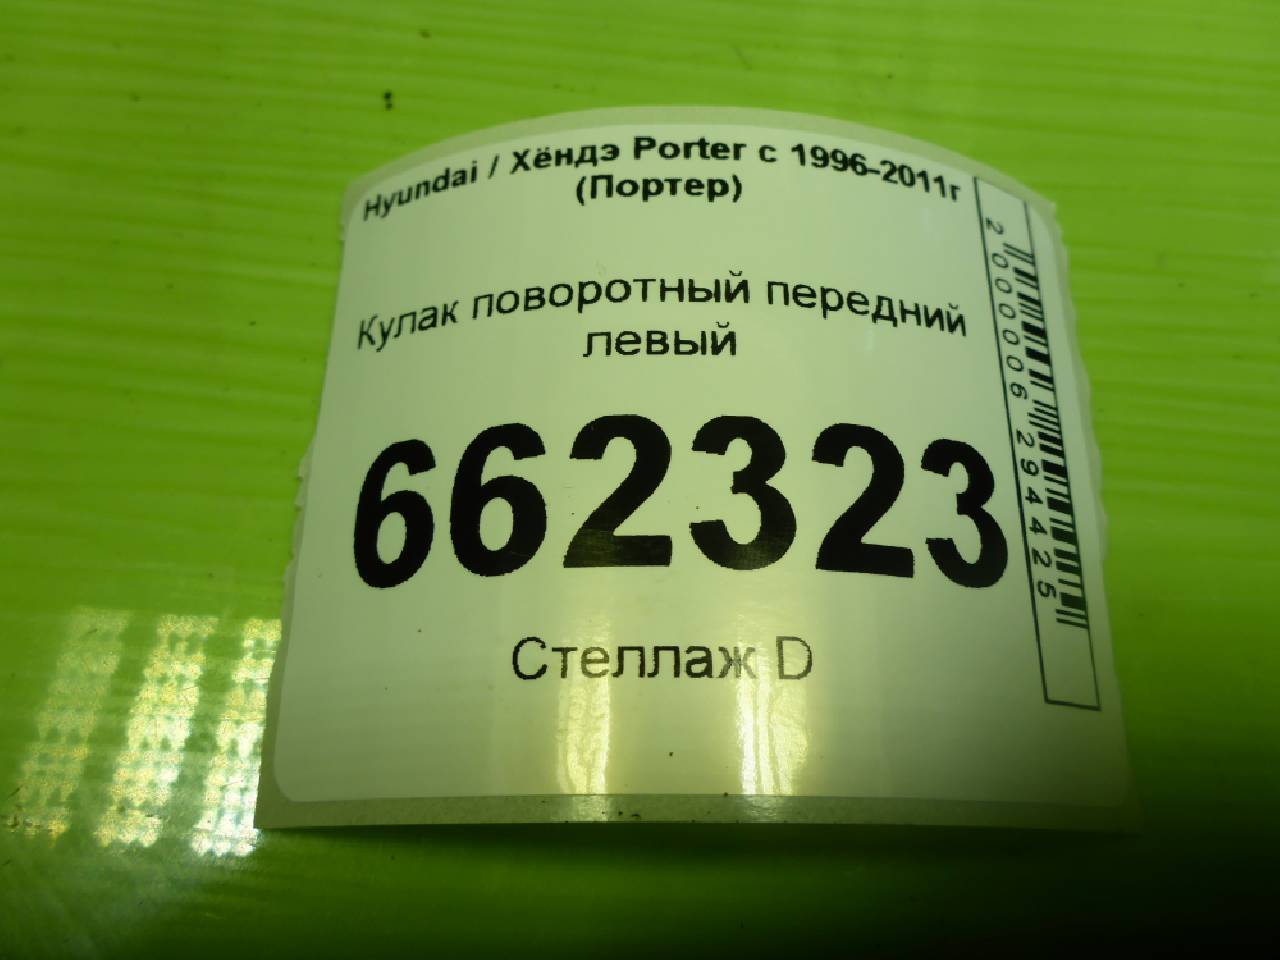 Hyundai / Хёндэ Porter с 1996-2011г
(Портер)
Кулак поворотный передний
левый
662323
Стеллаж D
2000006294425